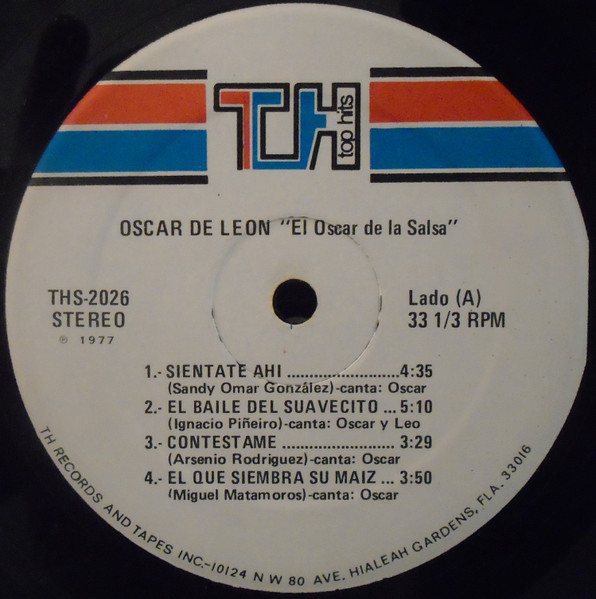 TH
top hits
OSCAR DE LEON "El Oscar de la Salsa"
THS-2026
STEREO
℗ 1977
Lado (A)
33 1/3 RPM
1.- SIENTATE AHI .........................4:35
(Sandy Omar González)-canta: Oscar
2.- EL BAILE DEL SUAVECITO ... 5:10
(Ignacio Piñeiro)-canta: Oscar y Leo
3.- CONTESTAME ......................... 3:29
(Arsenio Rodríguez)-canta: Oscar
4.- EL QUE SIEMBRA SU MAIZ ... 3:50
(Miguel Matamoros)-canta: Oscar
TH RECORDS AND TAPES INC.-10124 N W 80 AVE. HIALEAH GARDENS, FLA. 33016